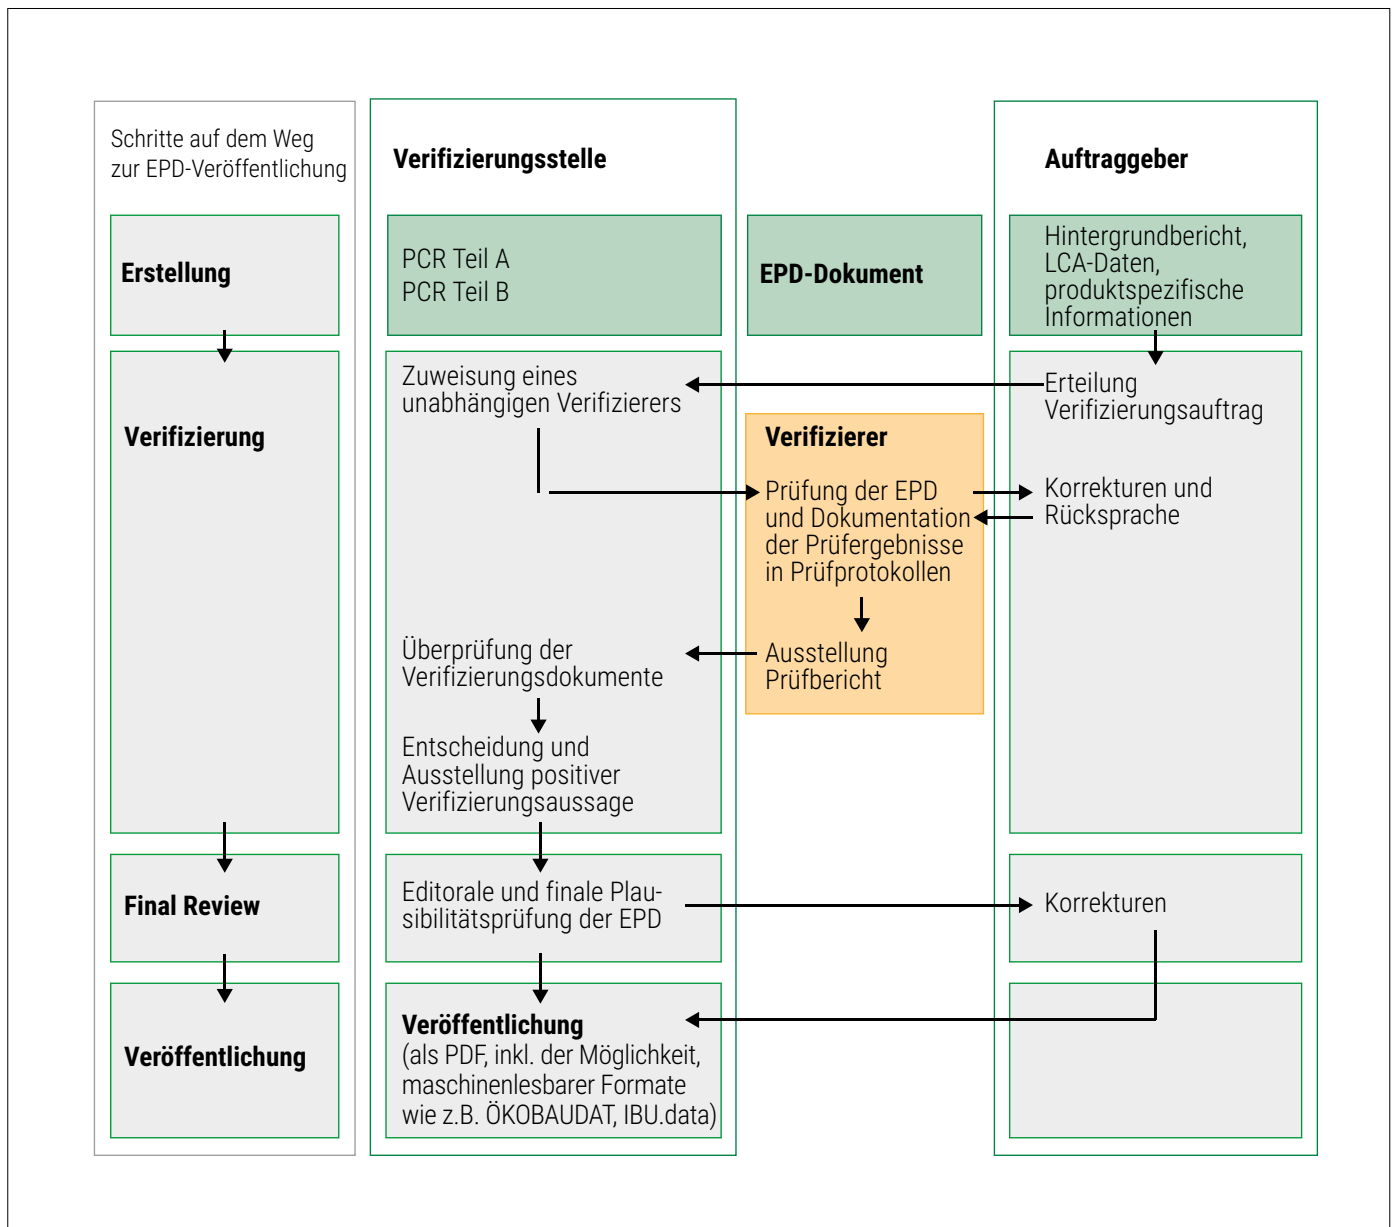 Schritte auf dem Weg
zur EPD-Veröffentlichung
Verifizierungsstelle
Auftraggeber
Erstellung
PCR Teil A
PCR Teil B
EPD-Dokument
Hintergrundbericht,
LCA-Daten,
produktspezifische
Informationen
Verifizierung
Zuweisung eines
unabhängigen Verifizierers
Erteilung
Verifizierungsauftrag
Verifizierer
Prüfung der EPD
und Dokumentation
der Prüfergebnisse
in Prüfprotokollen
Korrekturen und
Rücksprache
Ausstellung
Prüfbericht
Überprüfung der
Verifizierungsdokumente
Entscheidung und
Ausstellung positiver
Verifizierungsaussage
Final Review
Editorale und finale Plau-
sibilitätsprüfung der EPD
Korrekturen
Veröffentlichung
Veröffentlichung
(als PDF, inkl. der Möglichkeit,
maschinenlesbarer Formate
wie z.B. ÖKOBAUDAT, IBU.data)